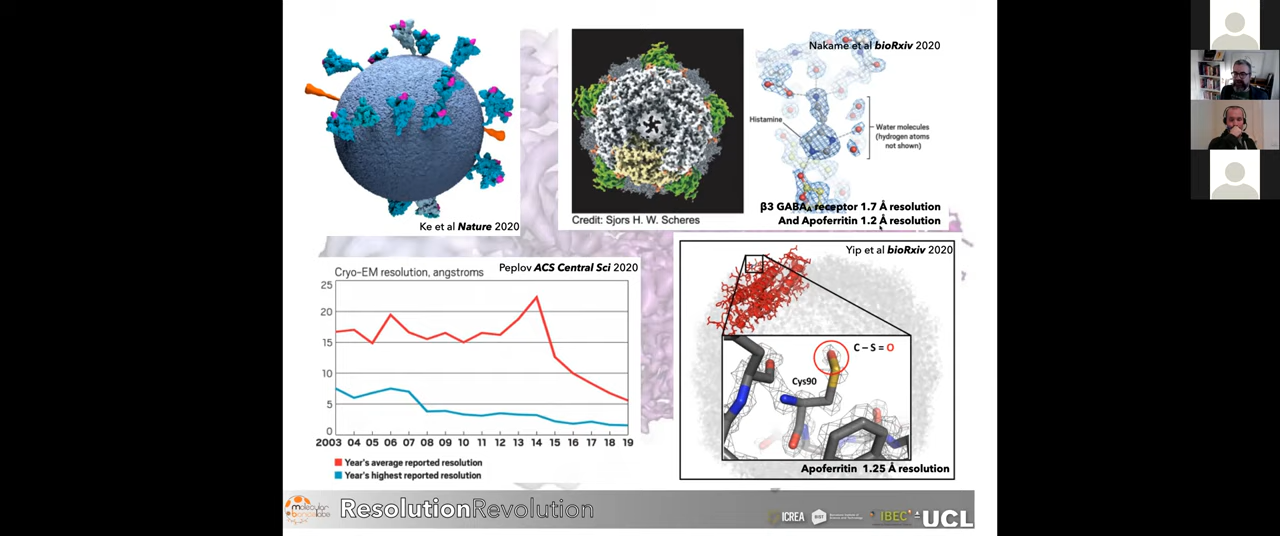 Ke et al Nature 2020
Nakame et al bioRxiv 2020
Histamine
Water molecules
(hydrogen atoms
not shown)
Credit: Sjors H. W. Scheres
β3 GABAA receptor 1.7 Å resolution
And Apoferritin 1.2 Å resolution
Peplov ACS Central Sci 2020
Cryo-EM resolution, angstroms
25
20
15
10
5
0
2003 04 05 06 07 08 09 10 11 12 13 14 15 16 17 18 19
Year's average reported resolution
Year's highest reported resolution
Yip et al bioRxiv 2020
C – S = O
Cys90
Apoferritin 1.25 Å resolution
ResolutionRevolution
ICREA
BIST
IBEC
UCL